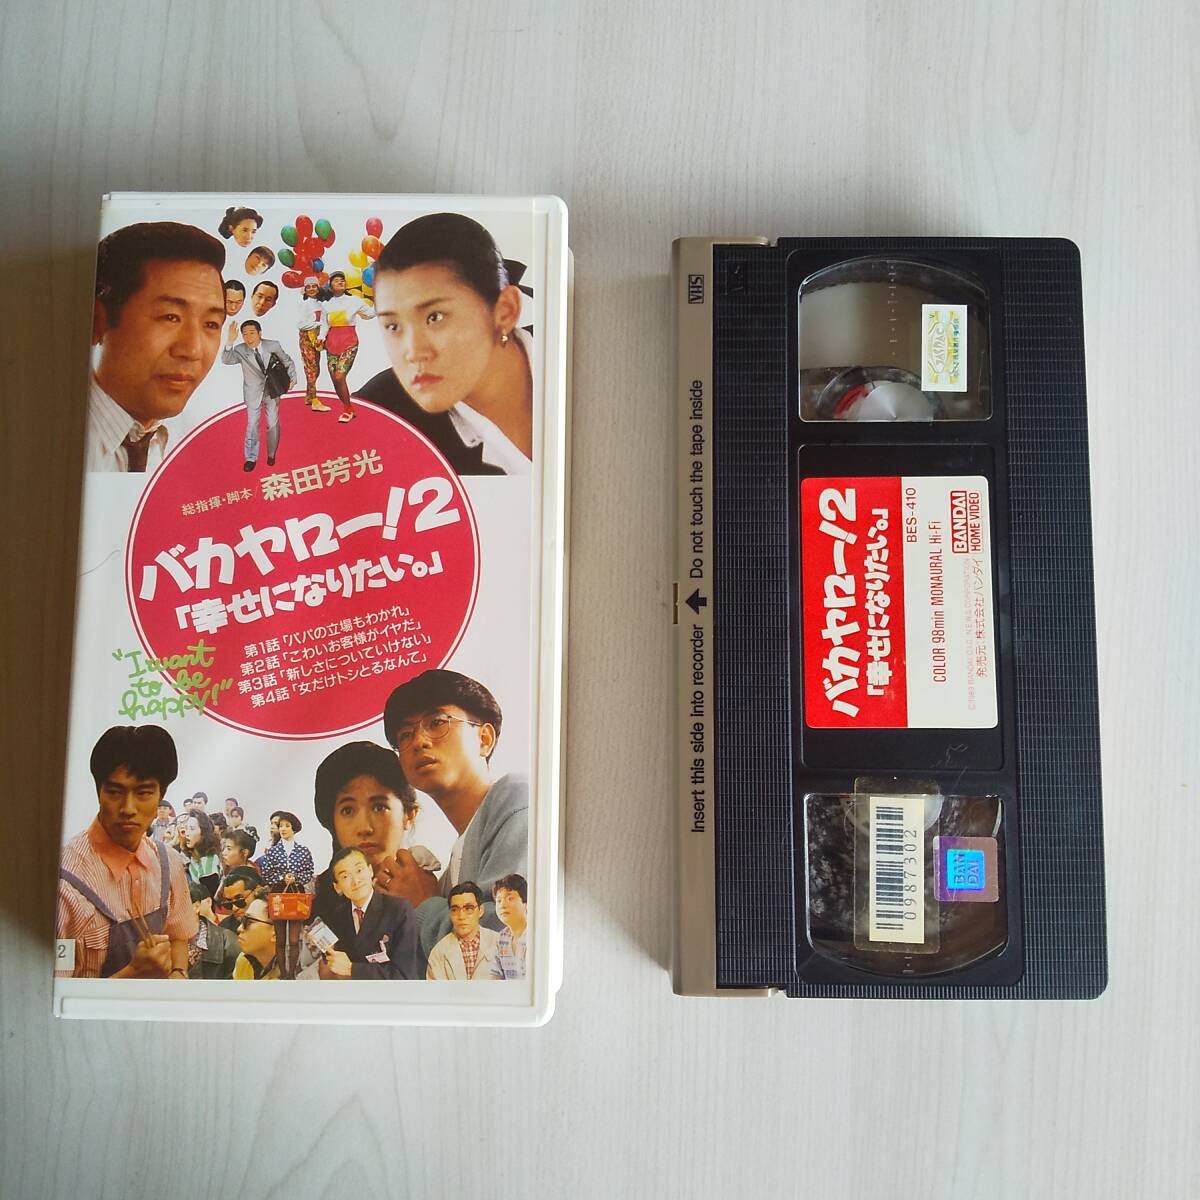 総指揮・脚本/森田芳光
バカヤロー!2
「幸せになりたい。」
第1話「パパの立場もわかれ」
第2話「こわいお客様がイヤだ」
第3話「新しさについていけない」
第4話「女だけトシとるなんて」
"I want
to be
happy!"
2
VHS
Insert this side into recorder Do not touch the tape inside
バカヤロー!2
「幸せになりたい。」
BES-410
COLOR 98min MONAURAL Hi-Fi
BANDAI
HOME VIDEO
発売元・株式会社バンダイ
0987302
BAN
DAI